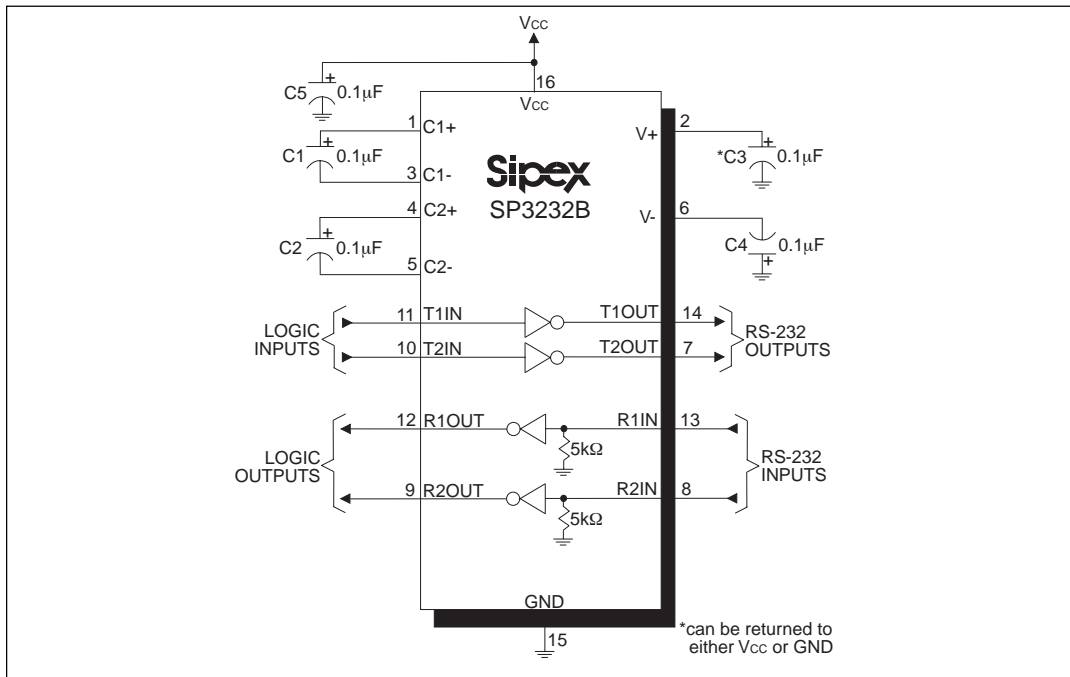 VCC
16
VCC
C5
+
0.1µF
1
C1+
C1
+
0.1µF
3
C1-
4
C2+
C2
+
0.1µF
5
C2-
Sipex
SP3232B
V+
2
*C3
+
0.1µF
V-
6
C4
0.1µF
+
LOGIC
INPUTS
11
T1IN
T1OUT
14
10
T2IN
T2OUT
7
RS-232
OUTPUTS
LOGIC
OUTPUTS
12
R1OUT
R1IN
13
5kΩ
9
R2OUT
R2IN
8
5kΩ
RS-232
INPUTS
GND
15
*can be returned to
either VCC or GND